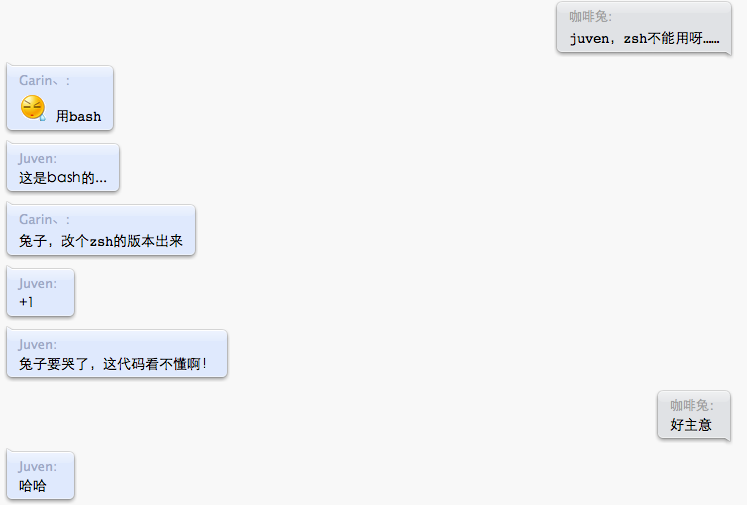 咖啡兔:
juven，zsh不能用呀……
Garin、:
用bash
Juven:
这是bash的...
Garin、:
兔子，改个zsh的版本出来
Juven:
+1
Juven:
兔子要哭了，这代码看不懂啊！
咖啡兔:
好主意
Juven:
哈哈